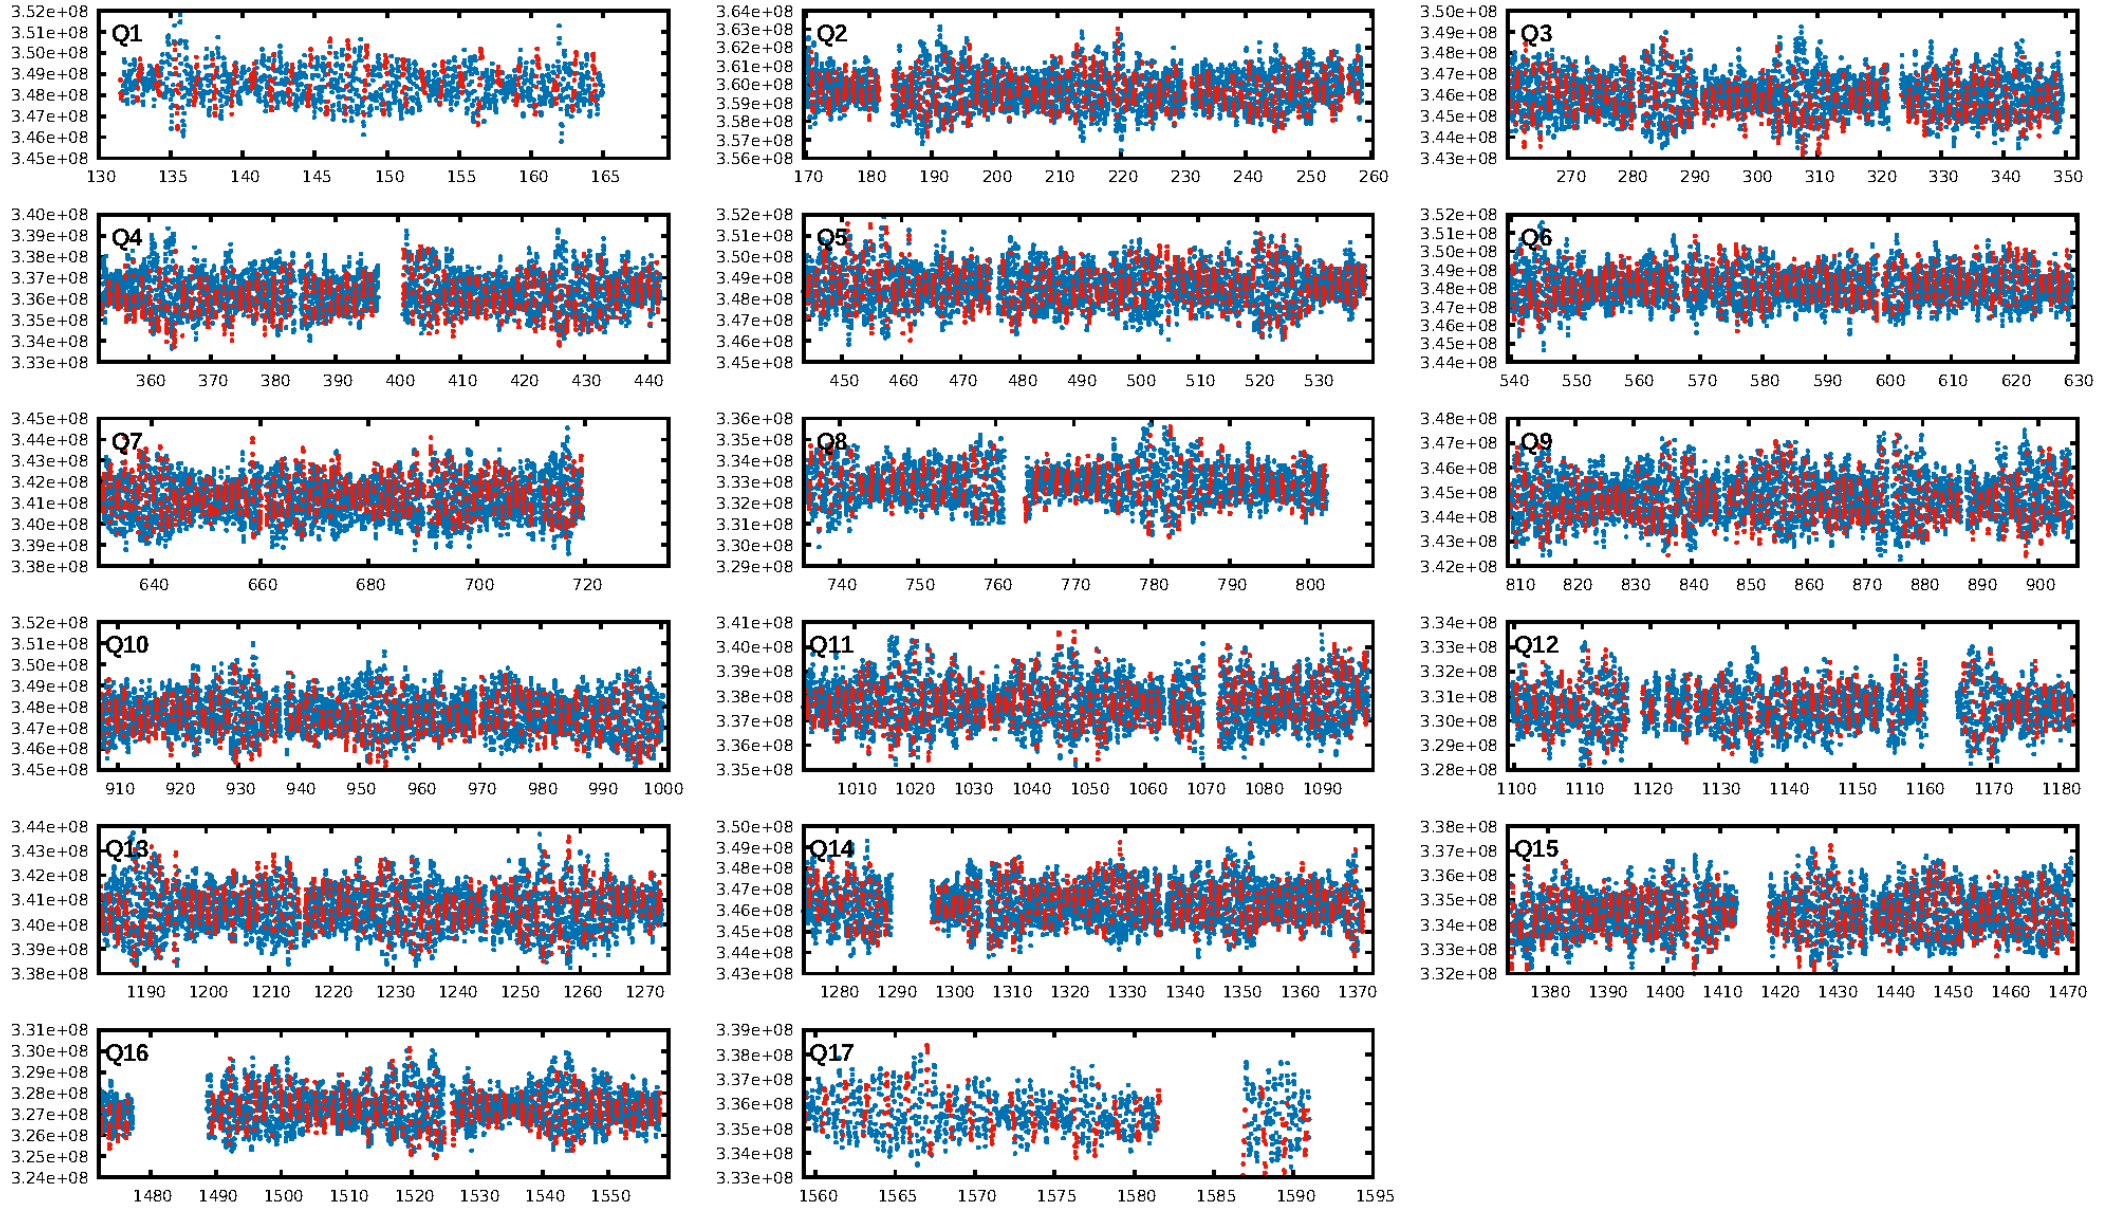 3.52e+08
3.51e+08
3.50e+08
3.49e+08
3.48e+08
3.47e+08
3.46e+08
3.45e+08
Q1
130 135 140 145 150 155 160 165
3.64e+08
3.63e+08
3.62e+08
3.61e+08
3.60e+08
3.59e+08
3.58e+08
3.57e+08
3.56e+08
Q2
170 180 190 200 210 220 230 240 250 260
3.50e+08
3.49e+08
3.48e+08
3.47e+08
3.46e+08
3.45e+08
3.44e+08
3.43e+08
Q3
270 280 290 300 310 320 330 340 350
3.40e+08
3.39e+08
3.38e+08
3.37e+08
3.36e+08
3.35e+08
3.34e+08
3.33e+08
Q4
360 370 380 390 400 410 420 430 440
3.52e+08
3.51e+08
3.50e+08
3.49e+08
3.48e+08
3.47e+08
3.46e+08
3.45e+08
Q5
450 460 470 480 490 500 510 520 530
3.52e+08
3.51e+08
3.50e+08
3.49e+08
3.48e+08
3.47e+08
3.46e+08
3.45e+08
3.44e+08
Q6
540 550 560 570 580 590 600 610 620 630
3.45e+08
3.44e+08
3.43e+08
3.42e+08
3.41e+08
3.40e+08
3.39e+08
3.38e+08
Q7
640 660 680 700 720
3.36e+08
3.35e+08
3.34e+08
3.33e+08
3.32e+08
3.31e+08
3.30e+08
3.29e+08
Q8
740 750 760 770 780 790 800
3.48e+08
3.47e+08
3.46e+08
3.45e+08
3.44e+08
3.43e+08
3.42e+08
Q9
810 820 830 840 850 860 870 880 890 900
3.52e+08
3.51e+08
3.50e+08
3.49e+08
3.48e+08
3.47e+08
3.46e+08
3.45e+08
Q10
910 920 930 940 950 960 970 980 990 1000
3.41e+08
3.40e+08
3.39e+08
3.38e+08
3.37e+08
3.36e+08
3.35e+08
Q11
1010 1020 1030 1040 1050 1060 1070 1080 1090
3.34e+08
3.33e+08
3.32e+08
3.31e+08
3.30e+08
3.29e+08
3.28e+08
Q12
1100 1110 1120 1130 1140 1150 1160 1170 1180
3.44e+08
3.43e+08
3.42e+08
3.41e+08
3.40e+08
3.39e+08
3.38e+08
Q13
1190 1200 1210 1220 1230 1240 1250 1260 1270
3.50e+08
3.49e+08
3.48e+08
3.47e+08
3.46e+08
3.45e+08
3.44e+08
3.43e+08
Q14
1280 1290 1300 1310 1320 1330 1340 1350 1360 1370
3.38e+08
3.37e+08
3.36e+08
3.35e+08
3.34e+08
3.33e+08
3.32e+08
Q15
1380 1390 1400 1410 1420 1430 1440 1450 1460 1470
3.31e+08
3.30e+08
3.29e+08
3.28e+08
3.27e+08
3.26e+08
3.25e+08
3.24e+08
Q16
1480 1490 1500 1510 1520 1530 1540 1550
3.39e+08
3.38e+08
3.37e+08
3.36e+08
3.35e+08
3.34e+08
3.33e+08
Q17
1560 1565 1570 1575 1580 1585 1590 1595